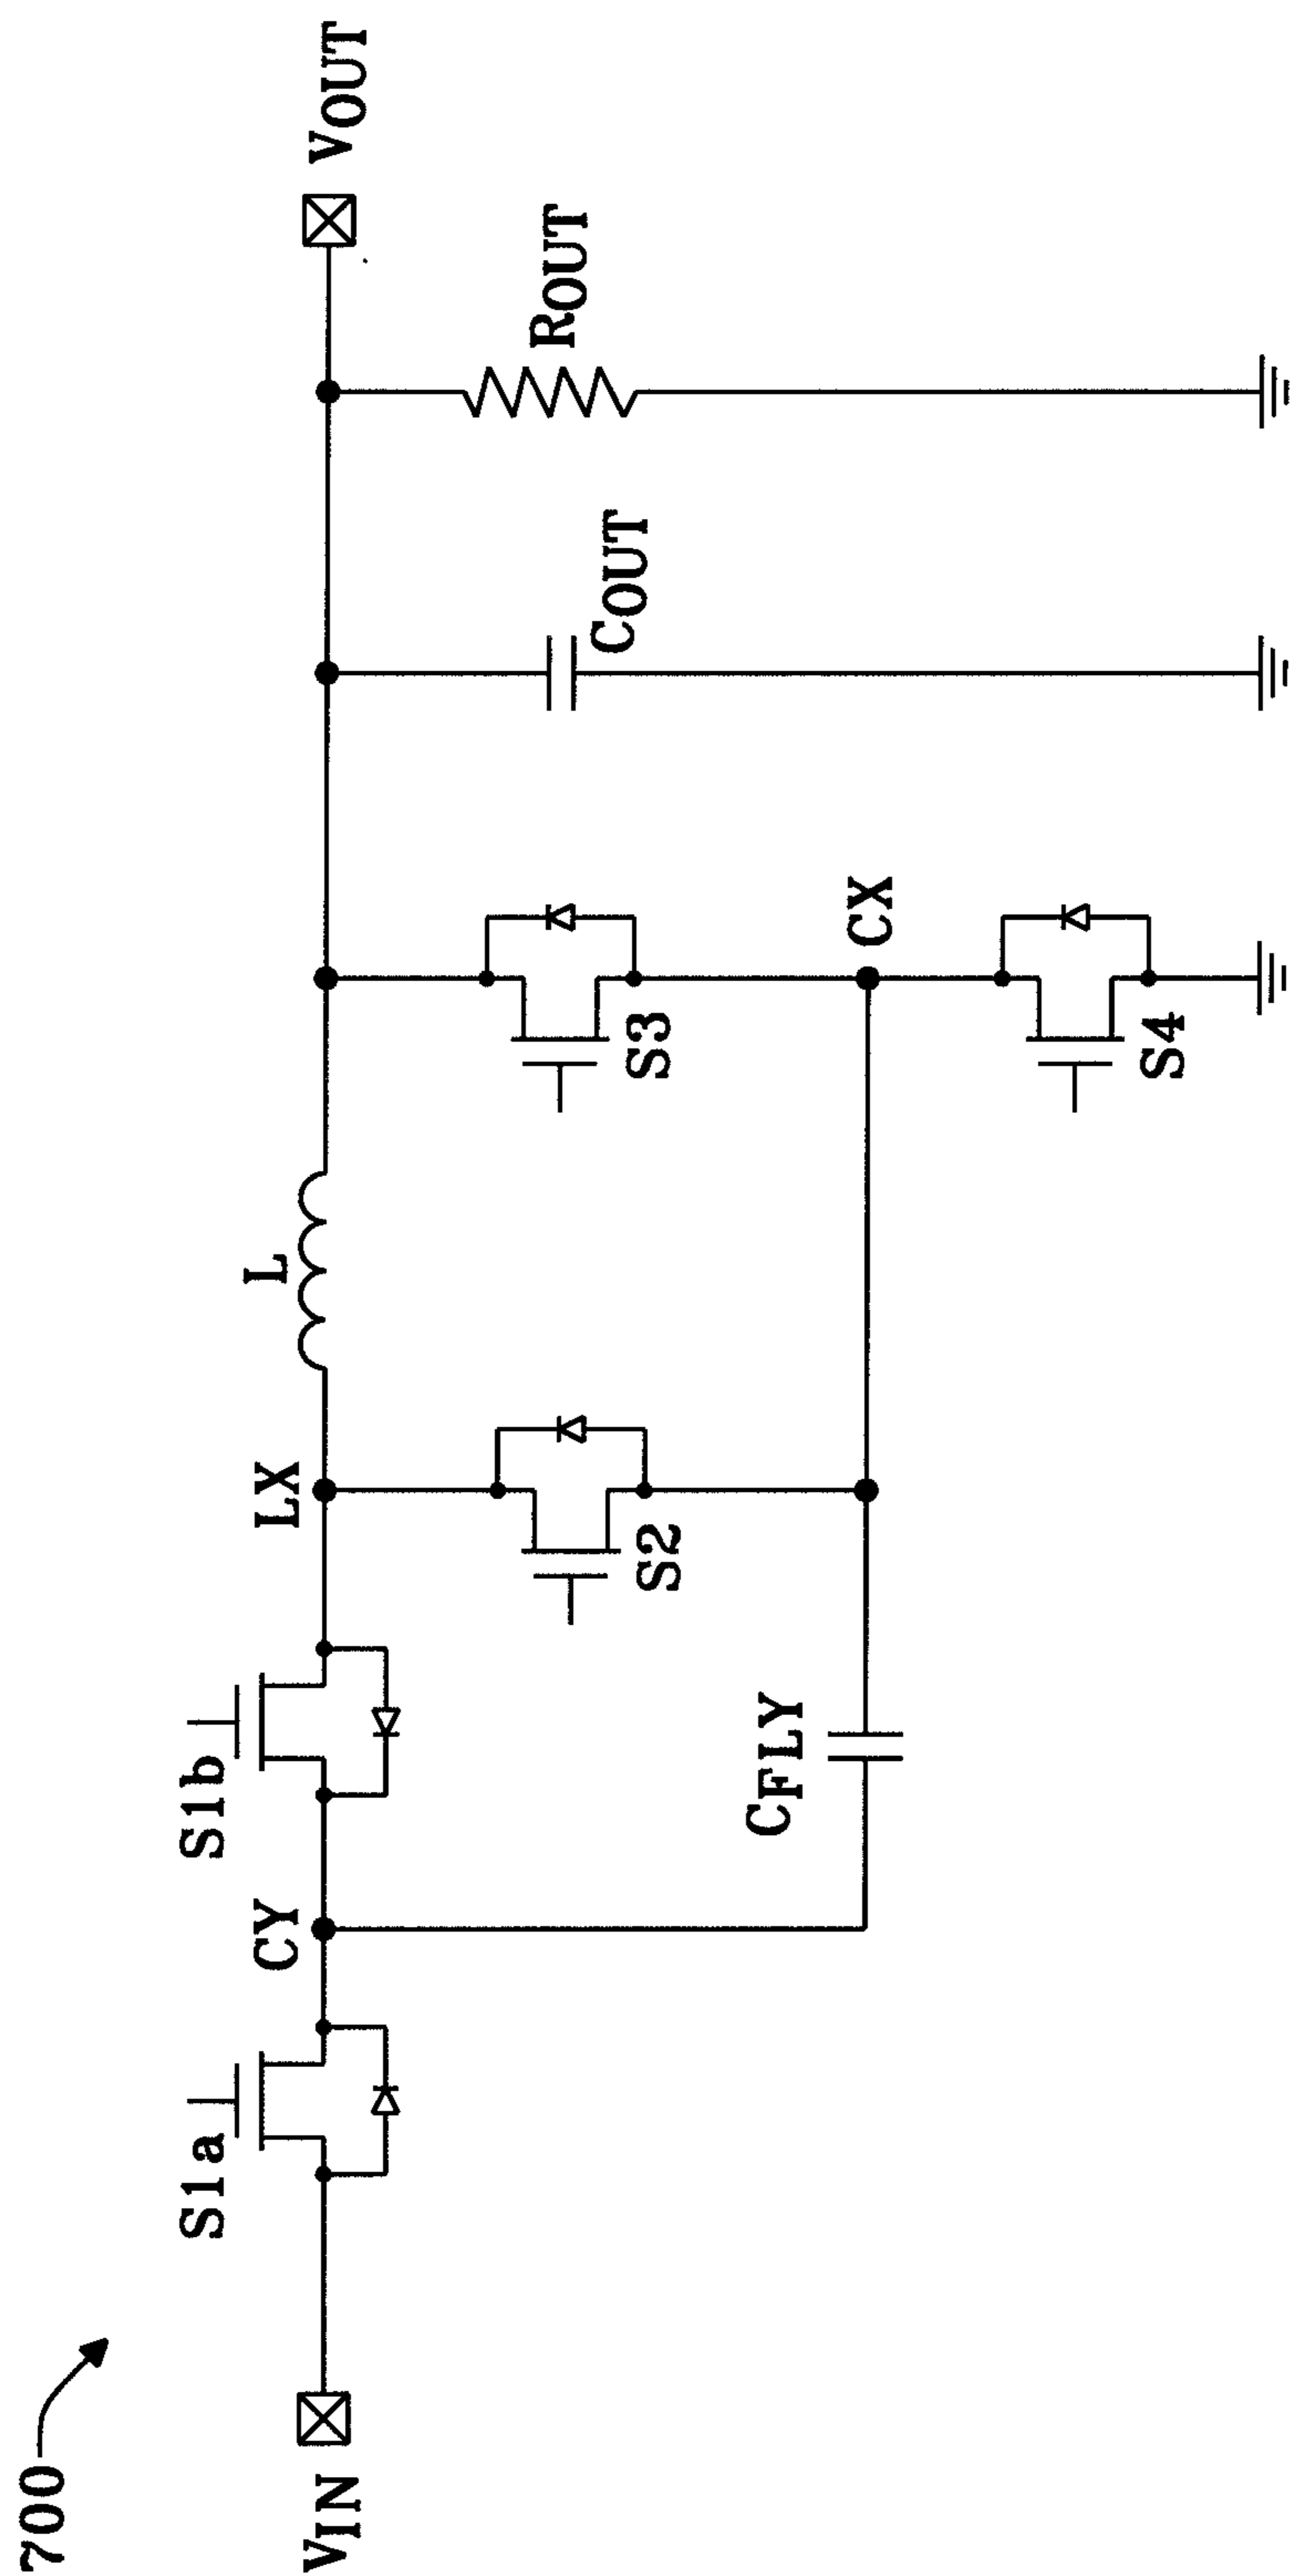 700
VIN
S1a
CY
S1b
LX
L
VOUT
CFLY
S2
S3
CX
S4
COUT
ROUT